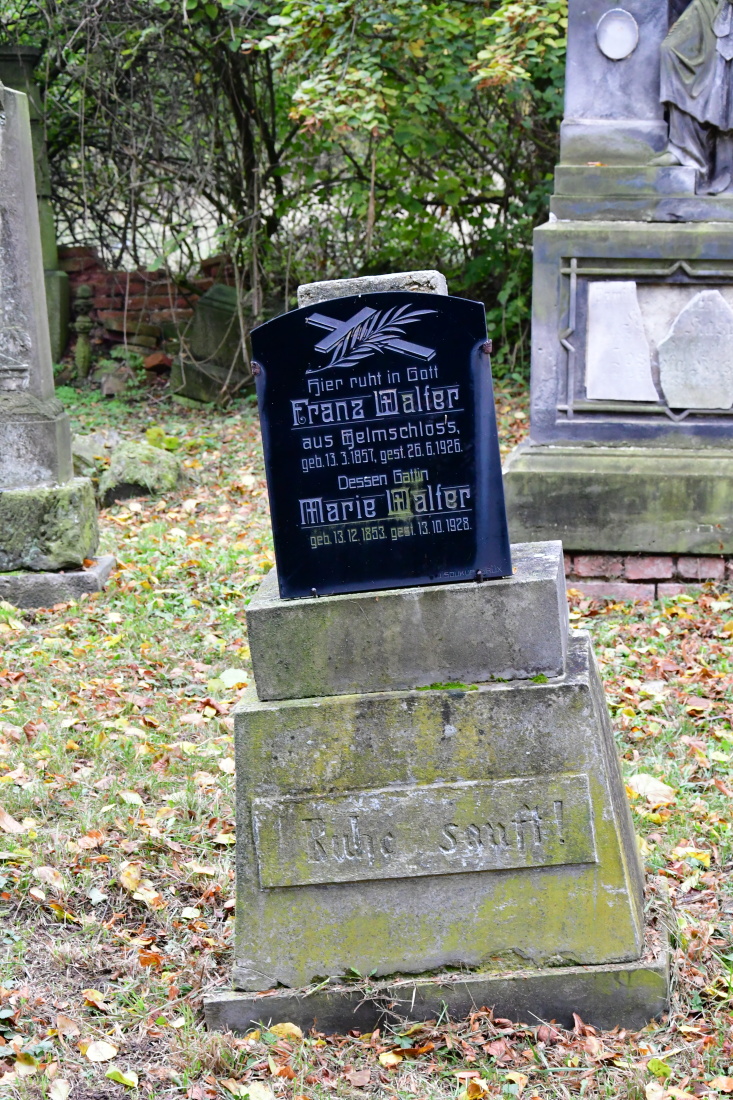 Hier ruht in Gott
Franz Walter
aus Helmschloss,
geb. 13. 3. 1857, gest. 26. 6. 1926.
Dessen Gattin
Marie Walter
geb. 13. 12. 1853. gest. 13. 10. 1928.
Ruhe sanft!